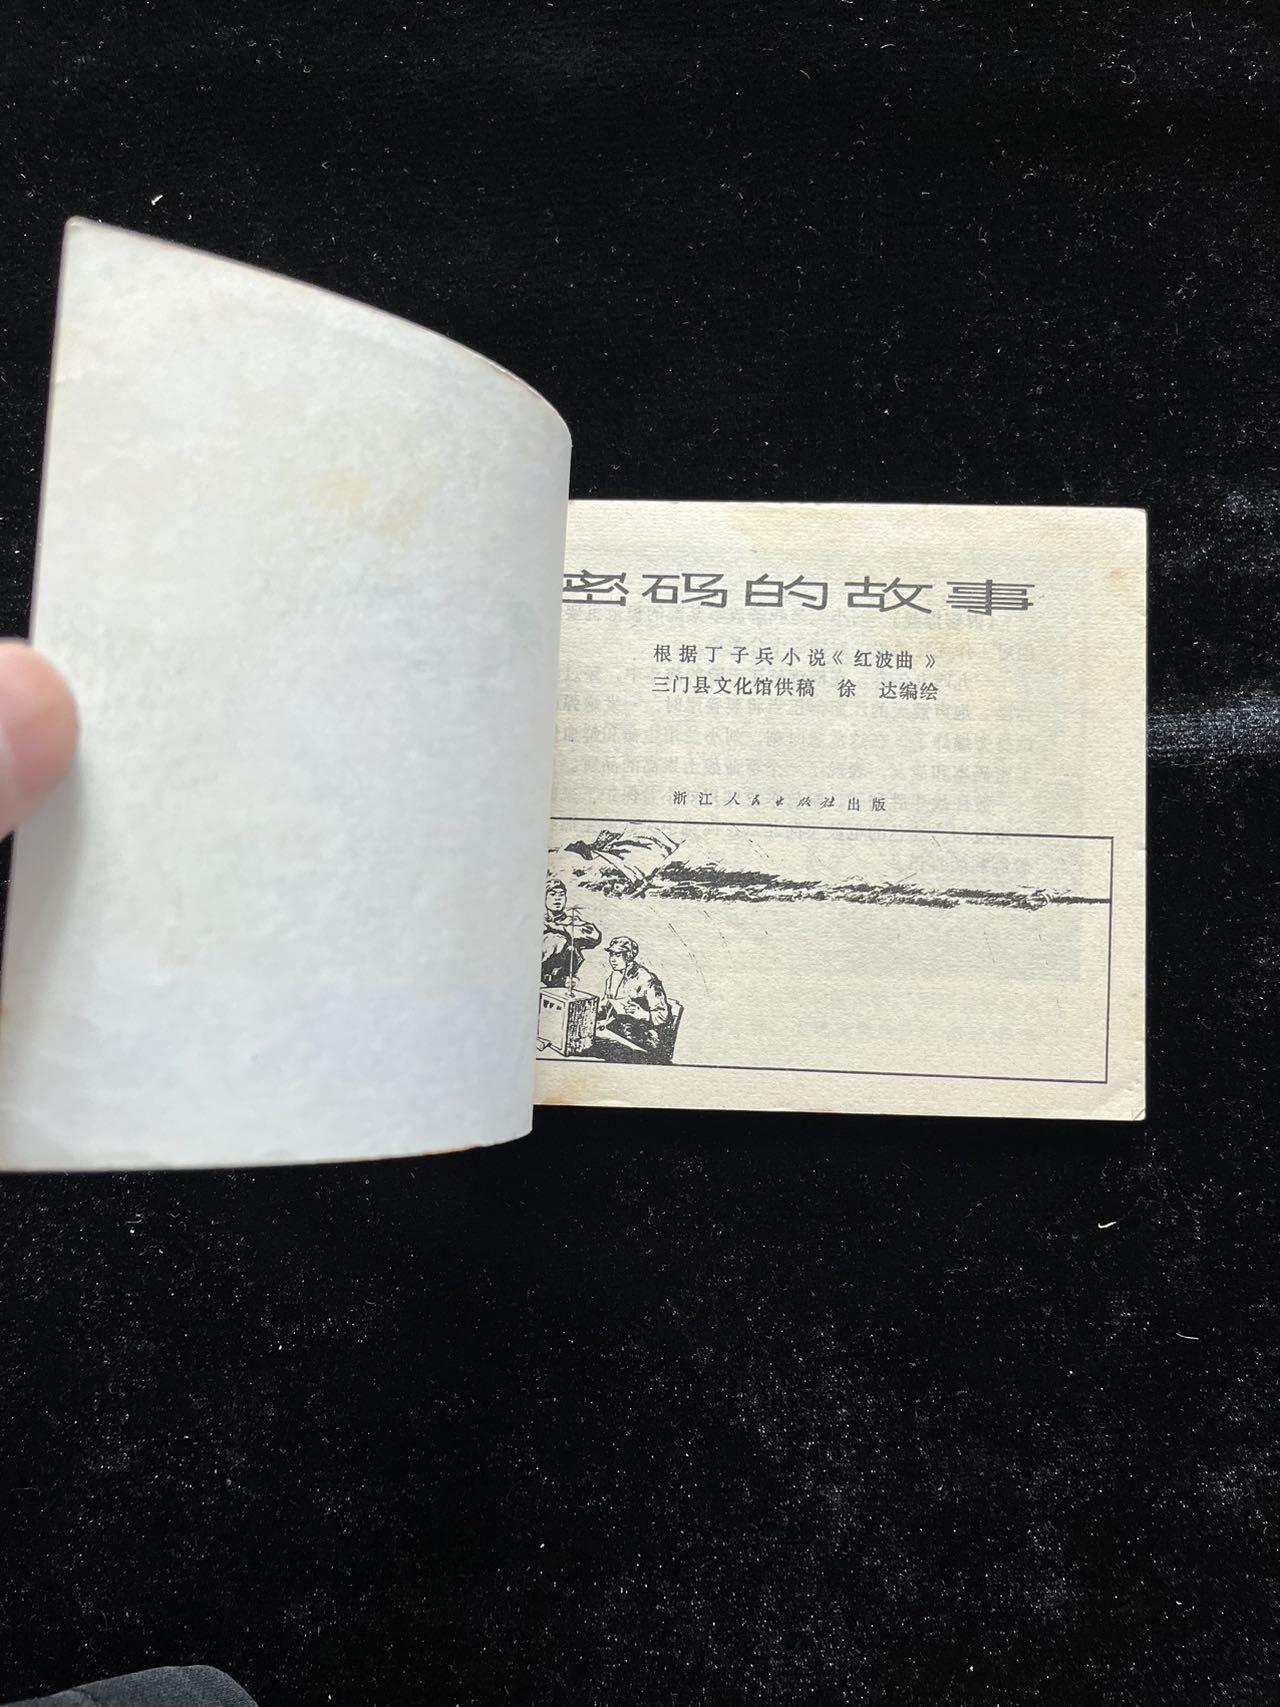 密码的故事
根据丁子兵小说《红波曲》
三门县文化馆供稿 徐 达编绘
浙江人民出版社出版